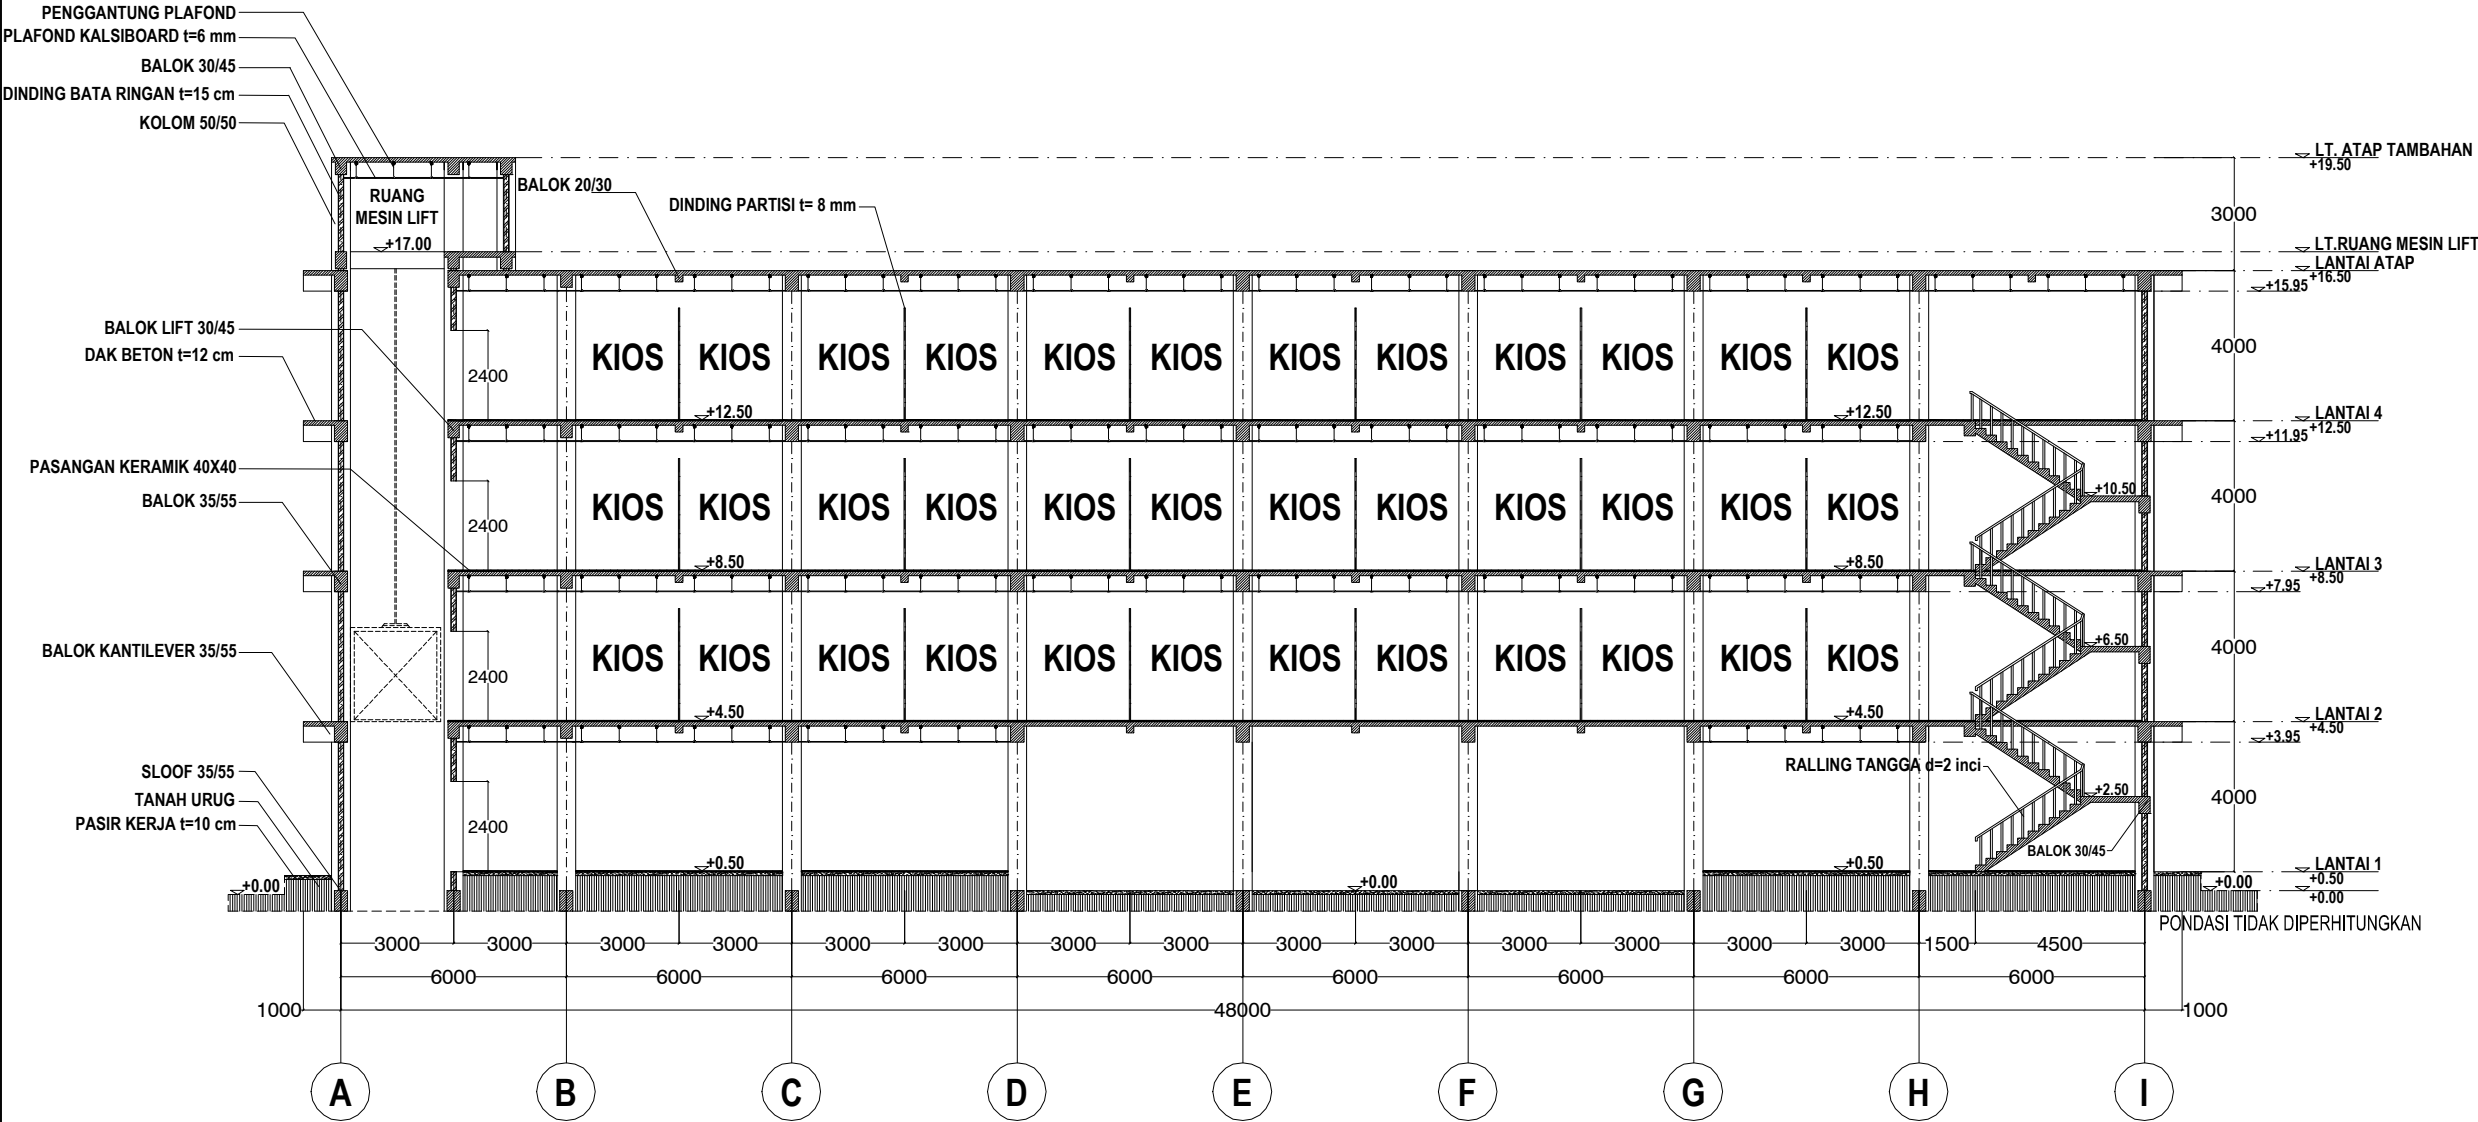 PENGGANTUNG PLAFOND
PLAFOND KALSIBOARD t=6 mm
BALOK 30/45
DINDING BATA RINGAN t=15 cm
KOLOM 50/50
LT. ATAP TAMBAHAN
+19.50
RUANG
MESIN LIFT
+17.00
BALOK 20/30
DINDING PARTISI t= 8 mm
3000
LT.RUANG MESIN LIFT
LANTAI ATAP
+16.50
+15.95
BALOK LIFT 30/45
DAK BETON t=12 cm
2400
KIOS KIOS KIOS KIOS KIOS KIOS KIOS KIOS KIOS KIOS KIOS KIOS
4000
+12.50 +12.50
LANTAI 4
+12.50
+11.95
PASANGAN KERAMIK 40X40
BALOK 35/55
2400
KIOS KIOS KIOS KIOS KIOS KIOS KIOS KIOS KIOS KIOS KIOS KIOS
+10.50
4000
+8.50 +8.50
LANTAI 3
+8.50
+7.95
BALOK KANTILEVER 35/55
2400
KIOS KIOS KIOS KIOS KIOS KIOS KIOS KIOS KIOS KIOS KIOS KIOS
+6.50
4000
+4.50 +4.50
LANTAI 2
+4.50
+3.95
SLOOF 35/55
TANAH URUG
PASIR KERJA t=10 cm
2400
RALLING TANGGA d=2 inci
+2.50
4000
BALOK 30/45
+0.00 +0.50 +0.00 +0.50 +0.00
LANTAI 1
+0.50
+0.00
PONDASI TIDAK DIPERHITUNGKAN
3000 3000 3000 3000 3000 3000 3000 3000 3000 3000 3000 3000 3000 3000 1500 4500
6000 6000 6000 6000 6000 6000 6000 6000
1000 48000 1000
A B C D E F G H I